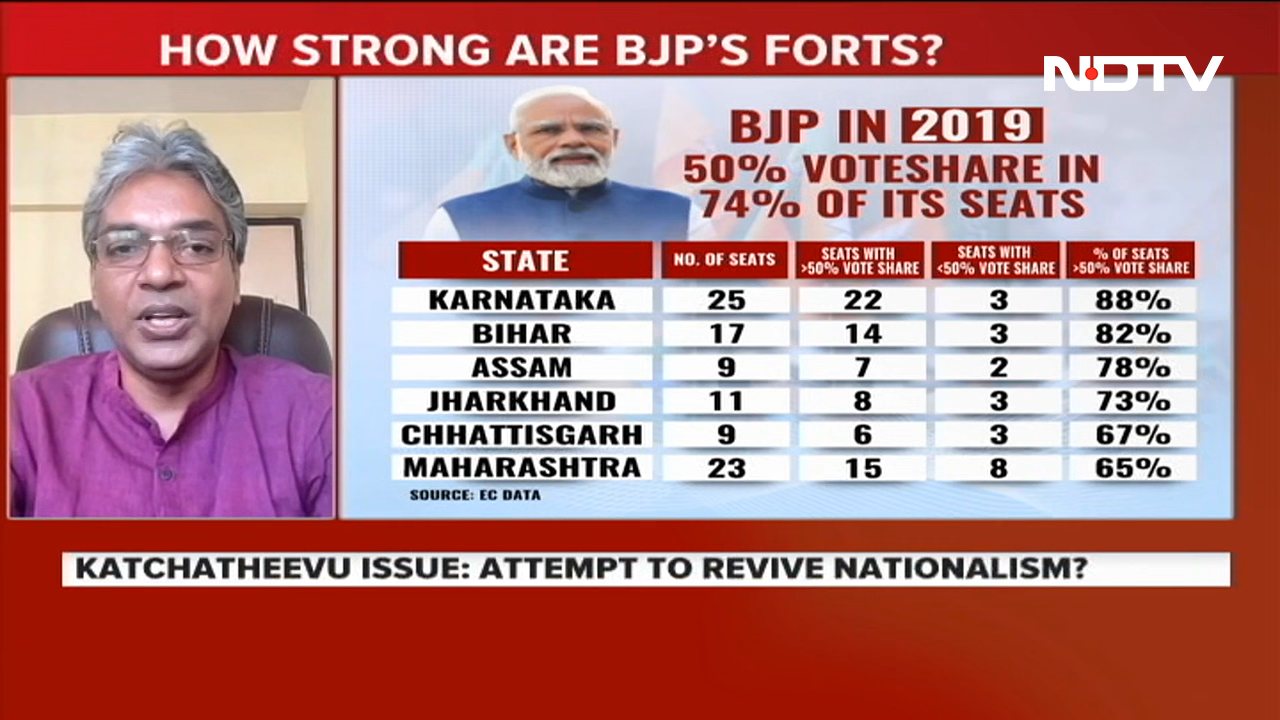 HOW STRONG ARE BJP'S FORTS?
NDTV
BJP IN 2019
50% VOTESHARE IN
74% OF ITS SEATS
STATE NO. OF SEATS SEATS WITH >50% VOTE SHARE SEATS WITH <50% VOTE SHARE % OF SEATS >50% VOTE SHARE
KARNATAKA 25 22 3 88%
BIHAR 17 14 3 82%
ASSAM 9 7 2 78%
JHARKHAND 11 8 3 73%
CHHATTISGARH 9 6 3 67%
MAHARASHTRA 23 15 8 65%
SOURCE: EC DATA
KATCHATHEEVU ISSUE: ATTEMPT TO REVIVE NATIONALISM?